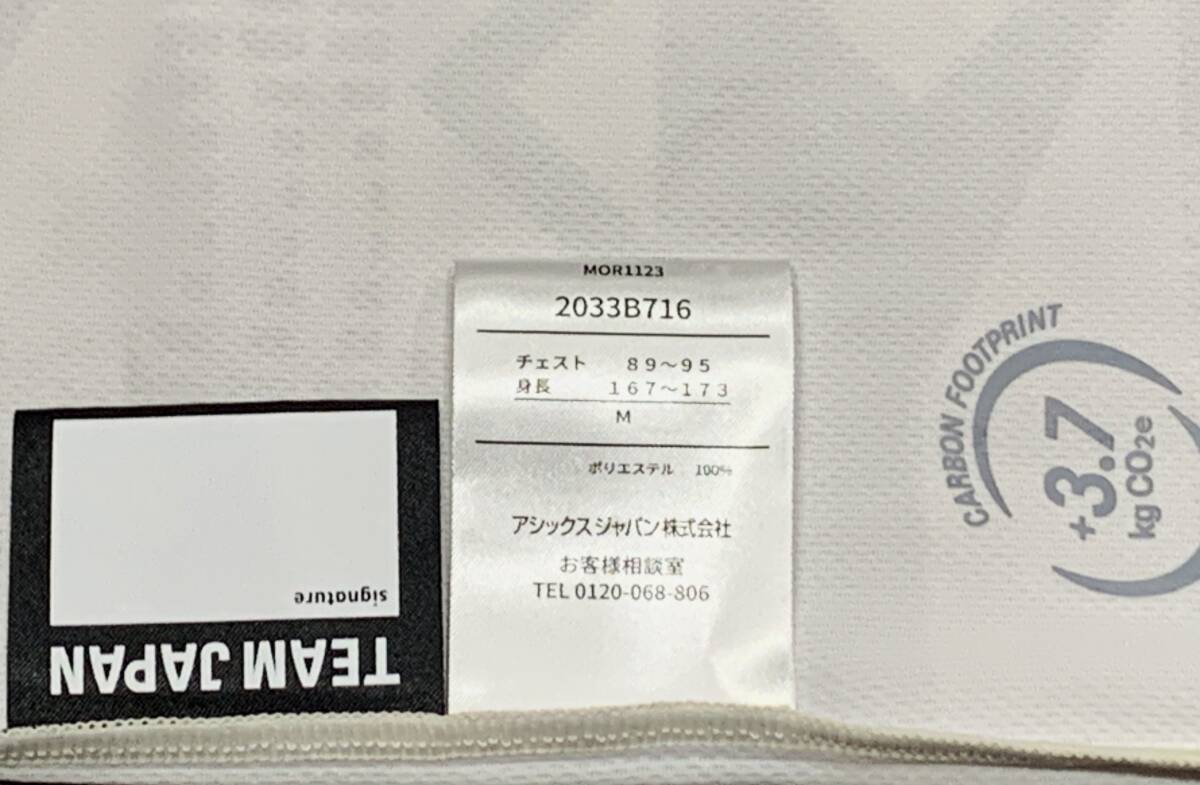 MOR1123
2033B716
チェスト 89～95
身長 167～173
M
ポリエステル 100%
アシックスジャパン株式会社
お客様相談室
TEL 0120-068-806
TEAM JAPAN
signature
CARBON FOOTPRINT
+3.7
kg CO2e